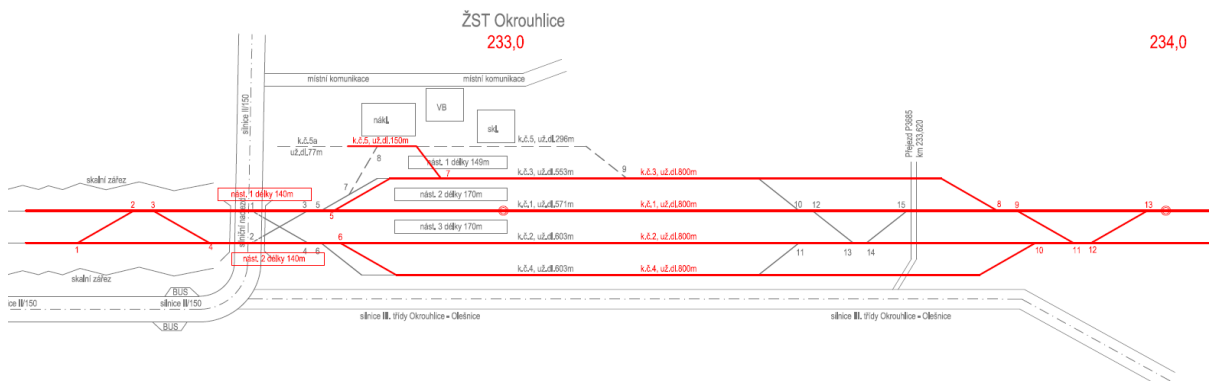 ŽST Okrouhlice
233,0
234,0
místní komunikace
místní komunikace
silnice II/150
VB
nákl.
skl.
k.č.5a
už.dl.77m
k.č.5, už.dl.150m
k.č.5, už.dl.296m
Přejezd P3685
km 233,620
8
nást. 1 délky 149m
9
7
k.č.3, už.dl.553m
k.č.3, už.dl.800m
skalní zářez
7
nást. 1 délky 140m
nást. 2 délky 170m
2
3
1
3
5
5
k.č.1, už.dl.571m
k.č.1, už.dl.800m
10
12
15
8
9
13
silniční nadjezd
nást. 3 délky 170m
1
4
2
4
6
6
k.č.2, už.dl.603m
k.č.2, už.dl.800m
11
13
14
10
11
12
nást. 2 délky 140m
k.č.4, už.dl.603m
k.č.4, už.dl.800m
skalní zářez
BUS
silnice II/150
BUS
silnice III. třídy Okrouhlice - Olešnice
silnice III. třídy Okrouhlice - Olešnice